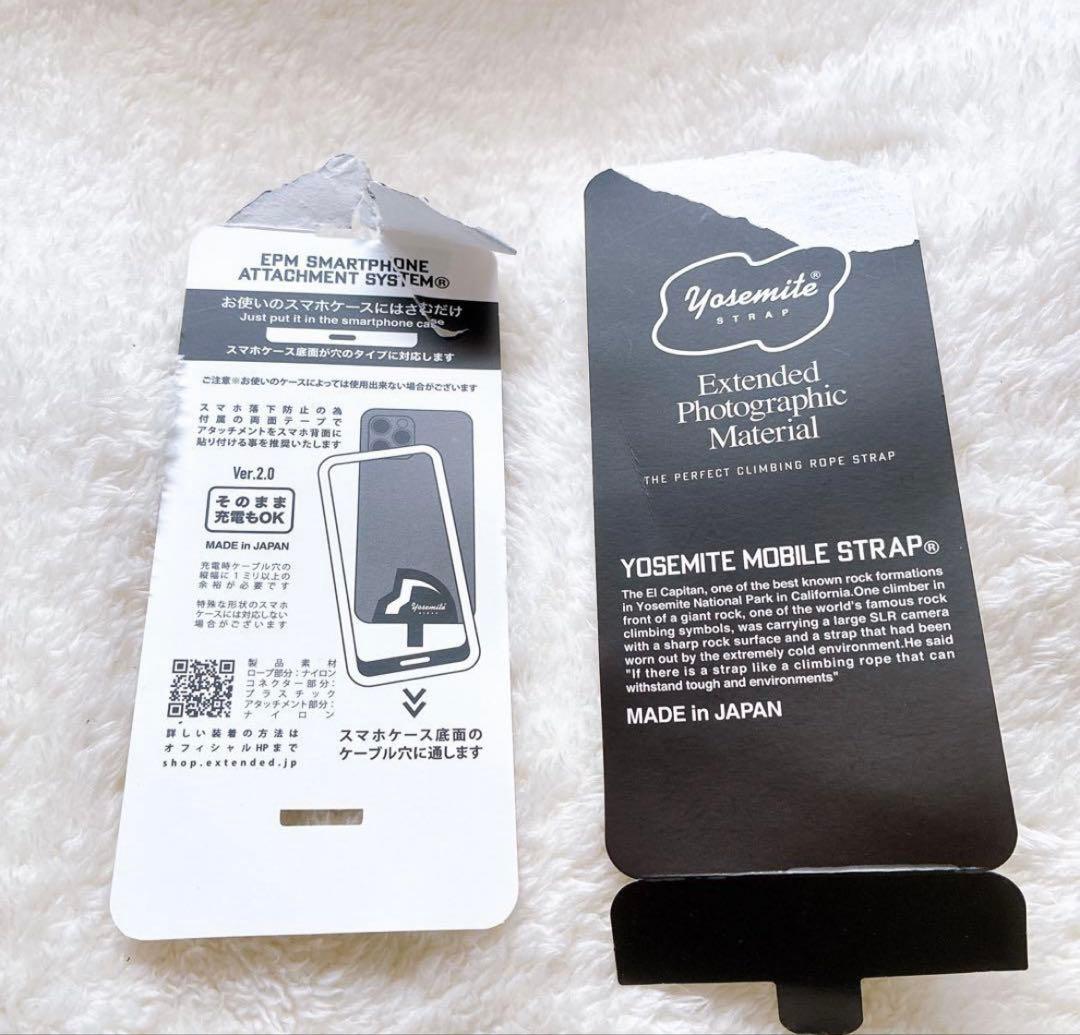 EPM SMARTPHONE
ATTACHMENT SYSTEM®
お使いのスマホケースにはさむだけ
Just put it in the smartphone case
スマホケース底面が穴のタイプに対応します
ご注意※お使いのケースによっては使用出来ない場合がございます
スマホ落下防止の為
付属の両面テープで
アタッチメントをスマホ背面に
貼り付ける事を推奨いたします
Ver.2.0
そのまま
充電もOK
MADE in JAPAN
充電時ケーブル穴の
縦幅に1ミリ以上の
余裕が必要です
特殊な形状のスマホ
ケースには対応しない
場合がございます
Yosemite
STRAP
製品素材
ロープ部分：ナイロン
コネクター部分：
プラスチック
アタッチメント部分：
ナイロン
詳しい装着の方法は
オフィシャルHPまで
shop.extended.jp
スマホケース底面の
ケーブル穴に通します
Yosemite®
STRAP
Extended
Photographic
Material
THE PERFECT CLIMBING ROPE STRAP
YOSEMITE MOBILE STRAP®
The El Capitan, one of the best known rock formations
in Yosemite National Park in California.One climber in
front of a giant rock, one of the world's famous rock
climbing symbols, was carrying a large SLR camera
with a sharp rock surface and a strap that had been
worn out by the extremely cold environment.He said
"If there is a strap like a climbing rope that can
withstand tough and environments"
MADE in JAPAN